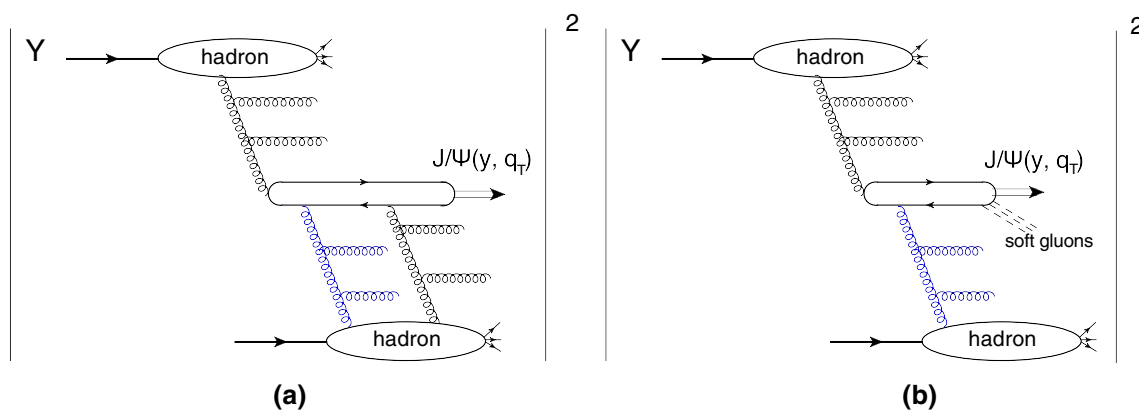 2
Y
hadron
J/Ψ(y, q_T)
hadron
(a)
2
Y
hadron
J/Ψ(y, q_T)
soft gluons
hadron
(b)